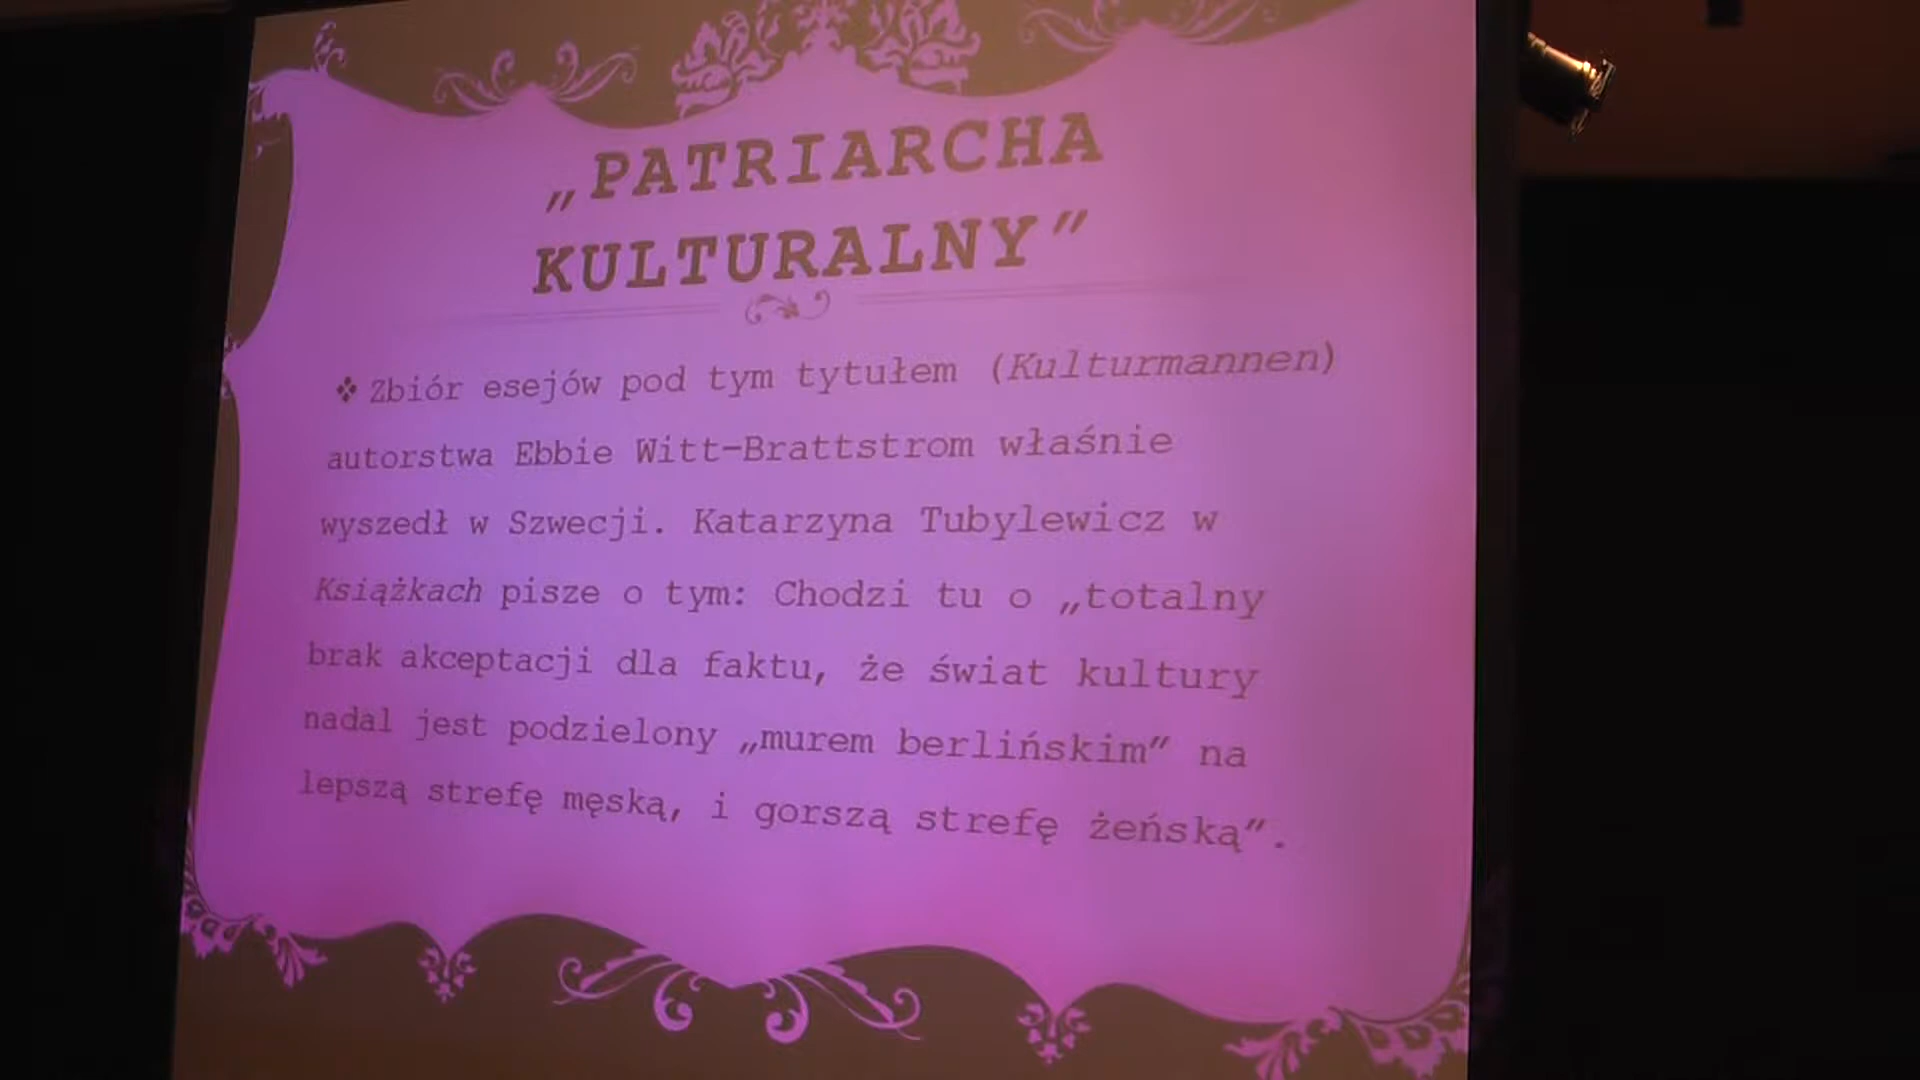 „PATRIARCHA
KULTURALNY”
❖ Zbiór esejów pod tym tytułem (Kulturmannen)
autorstwa Ebbie Witt-Brattstrom właśnie
wyszedł w Szwecji. Katarzyna Tubylewicz w
Książkach pisze o tym: Chodzi tu o „totalny
brak akceptacji dla faktu, że świat kultury
nadal jest podzielony „murem berlińskim” na
lepszą strefę męską, i gorszą strefę żeńską”.